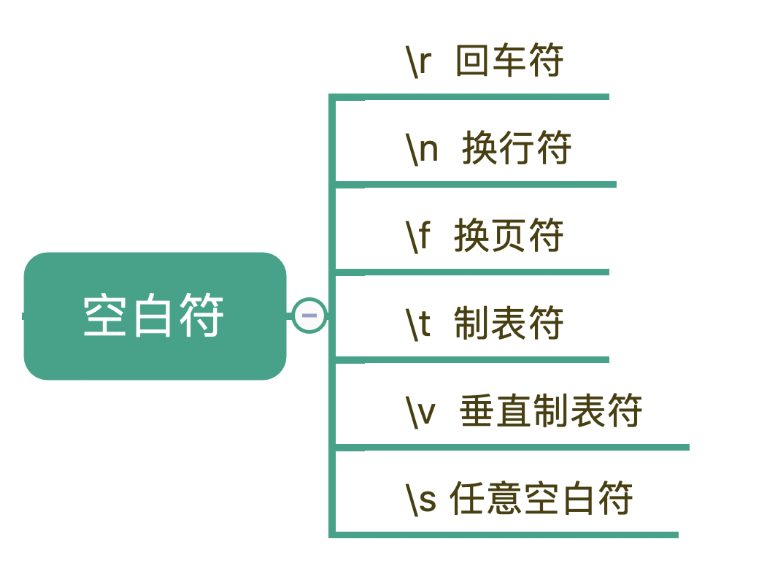 \r 回车符
\n 换行符
\f 换页符
空白符
\t 制表符
\v 垂直制表符
\s 任意空白符